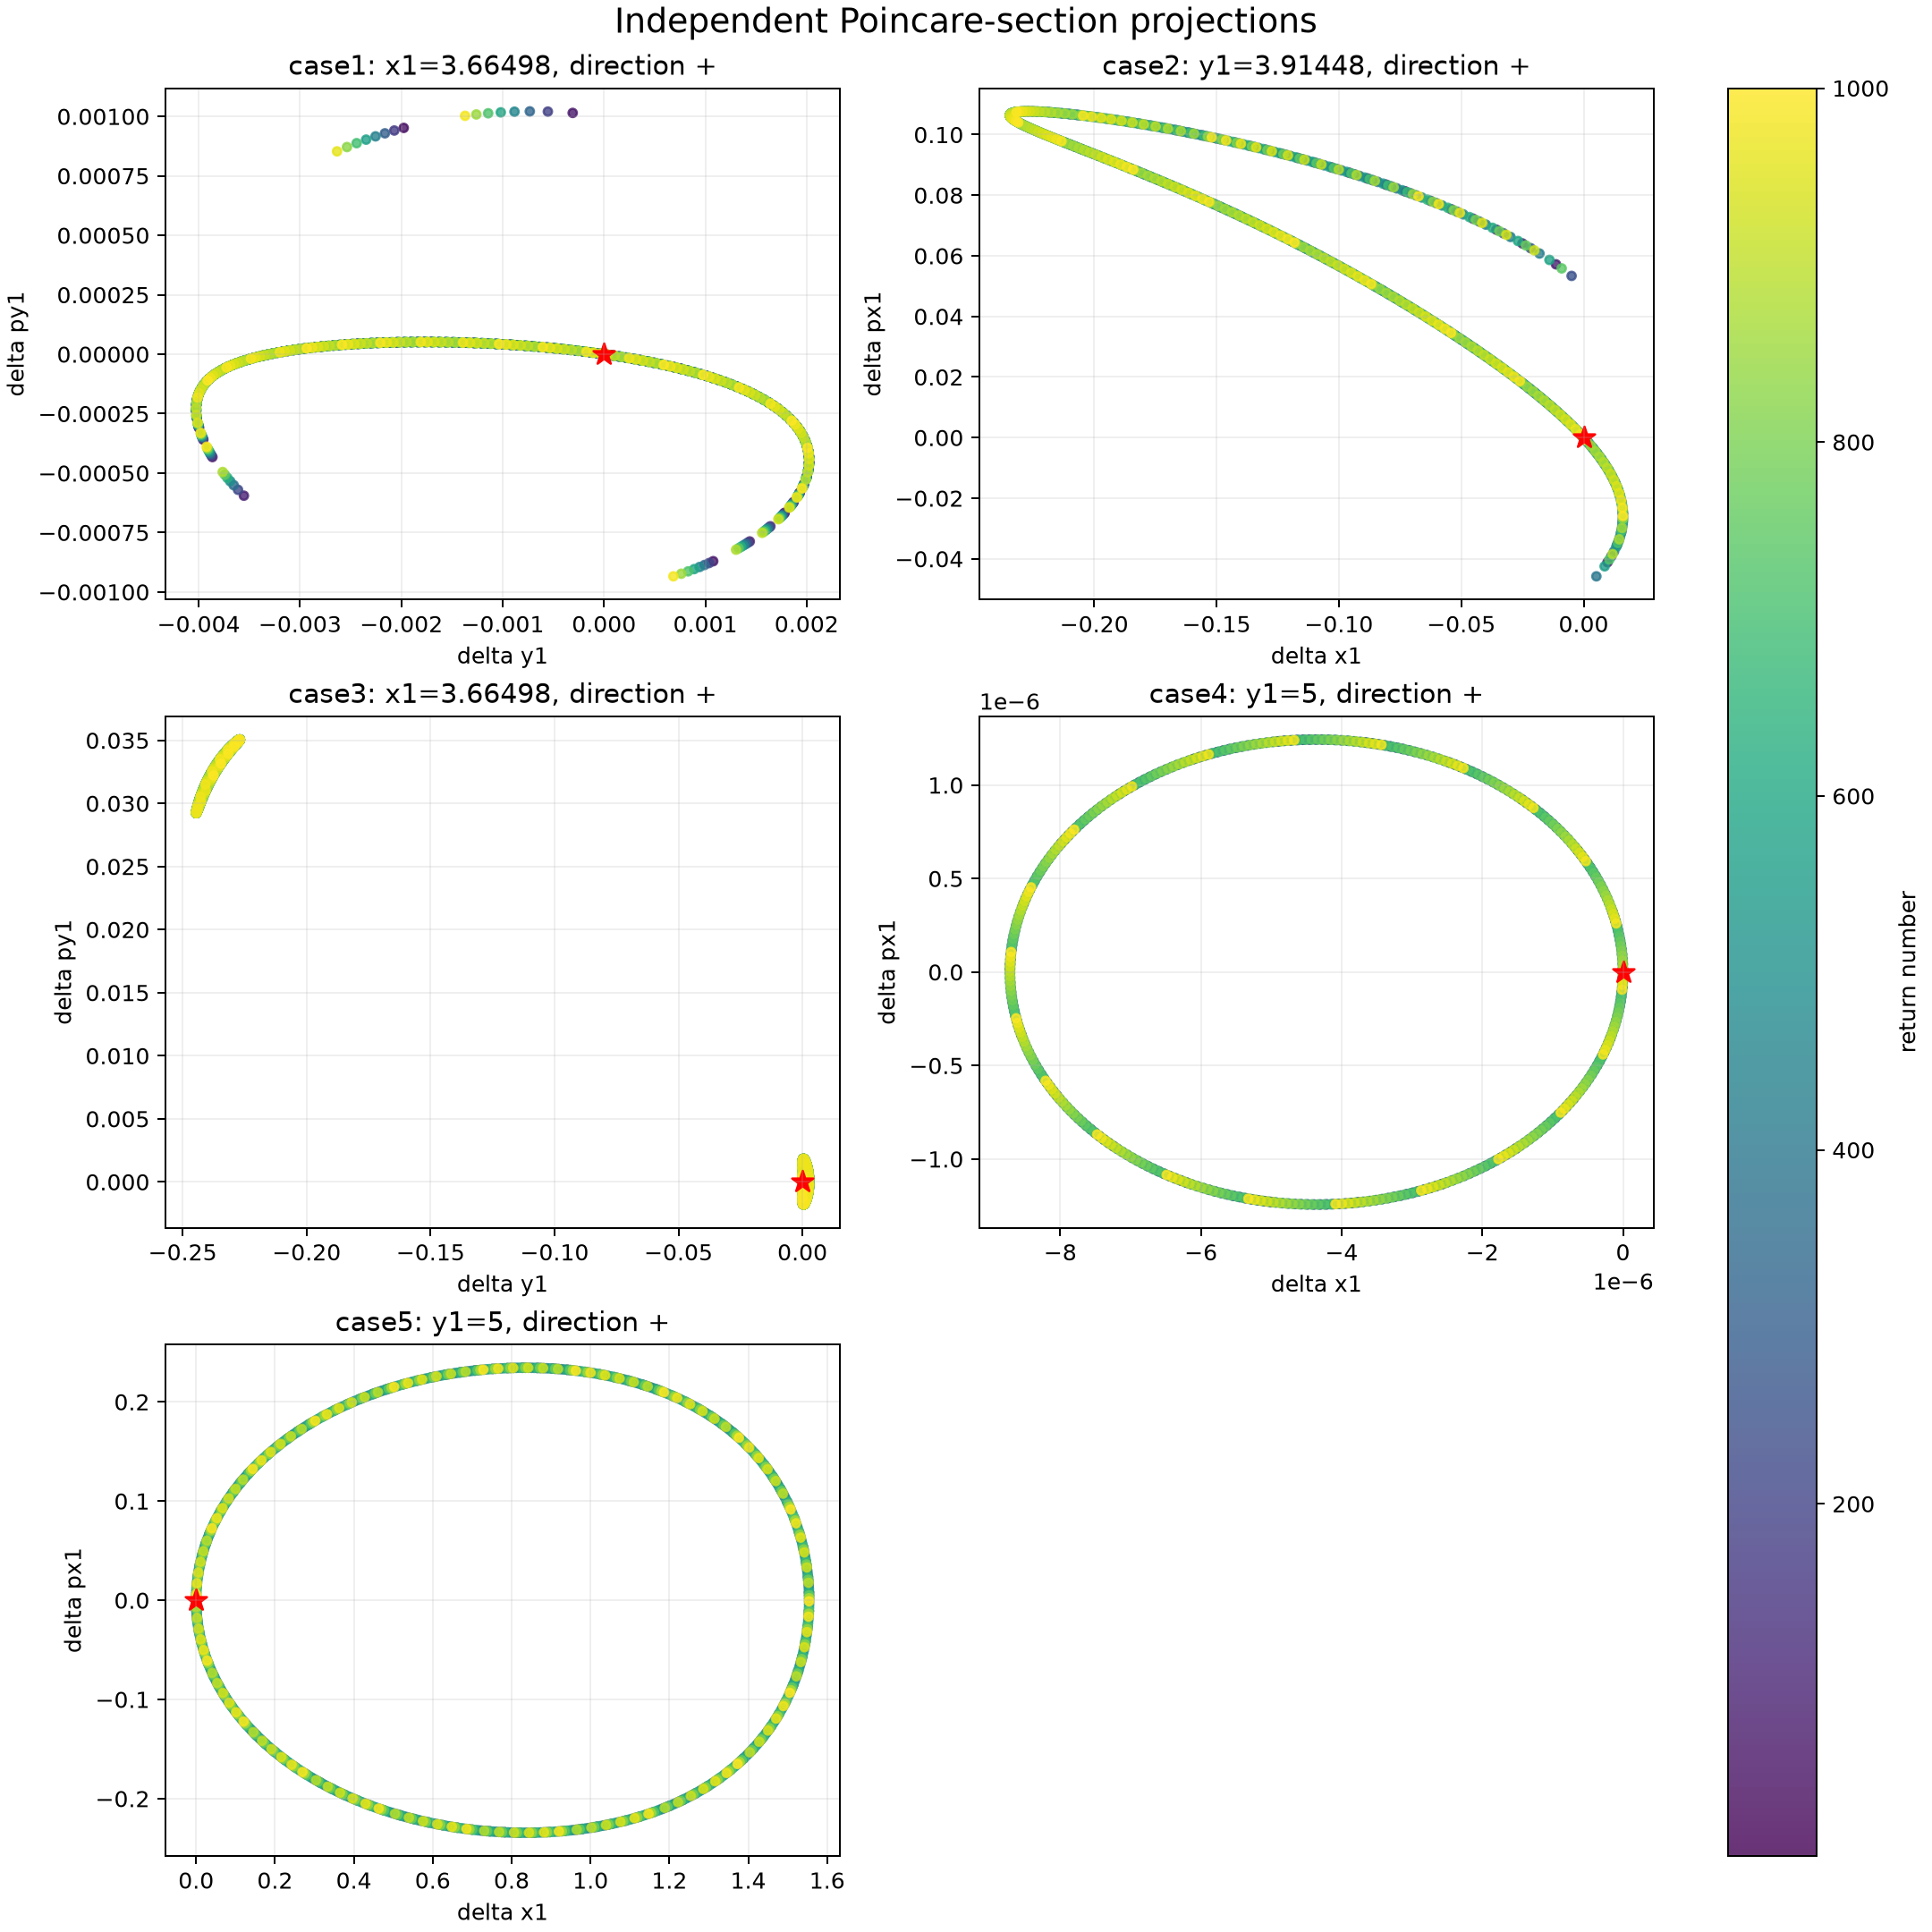 Independent Poincare-section projections
case1: x1=3.66498, direction +
0.00100
0.00075
0.00050
0.00025
0.00000
−0.00025
−0.00050
−0.00075
−0.00100
delta py1
−0.004 −0.003 −0.002 −0.001 0.000 0.001 0.002
delta y1
case2: y1=3.91448, direction +
0.10
0.08
0.06
0.04
0.02
0.00
−0.02
−0.04
delta px1
−0.20 −0.15 −0.10 −0.05 0.00
delta x1
case3: x1=3.66498, direction +
0.035
0.030
0.025
0.020
0.015
0.010
0.005
0.000
delta py1
−0.25 −0.20 −0.15 −0.10 −0.05 0.00
delta y1
1e−6
case4: y1=5, direction +
1.0
0.5
0.0
−0.5
−1.0
delta px1
−8 −6 −4 −2 0
1e−6
delta x1
case5: y1=5, direction +
0.2
0.1
0.0
−0.1
−0.2
delta px1
0.0 0.2 0.4 0.6 0.8 1.0 1.2 1.4 1.6
delta x1
1000
800
600
400
200
return number